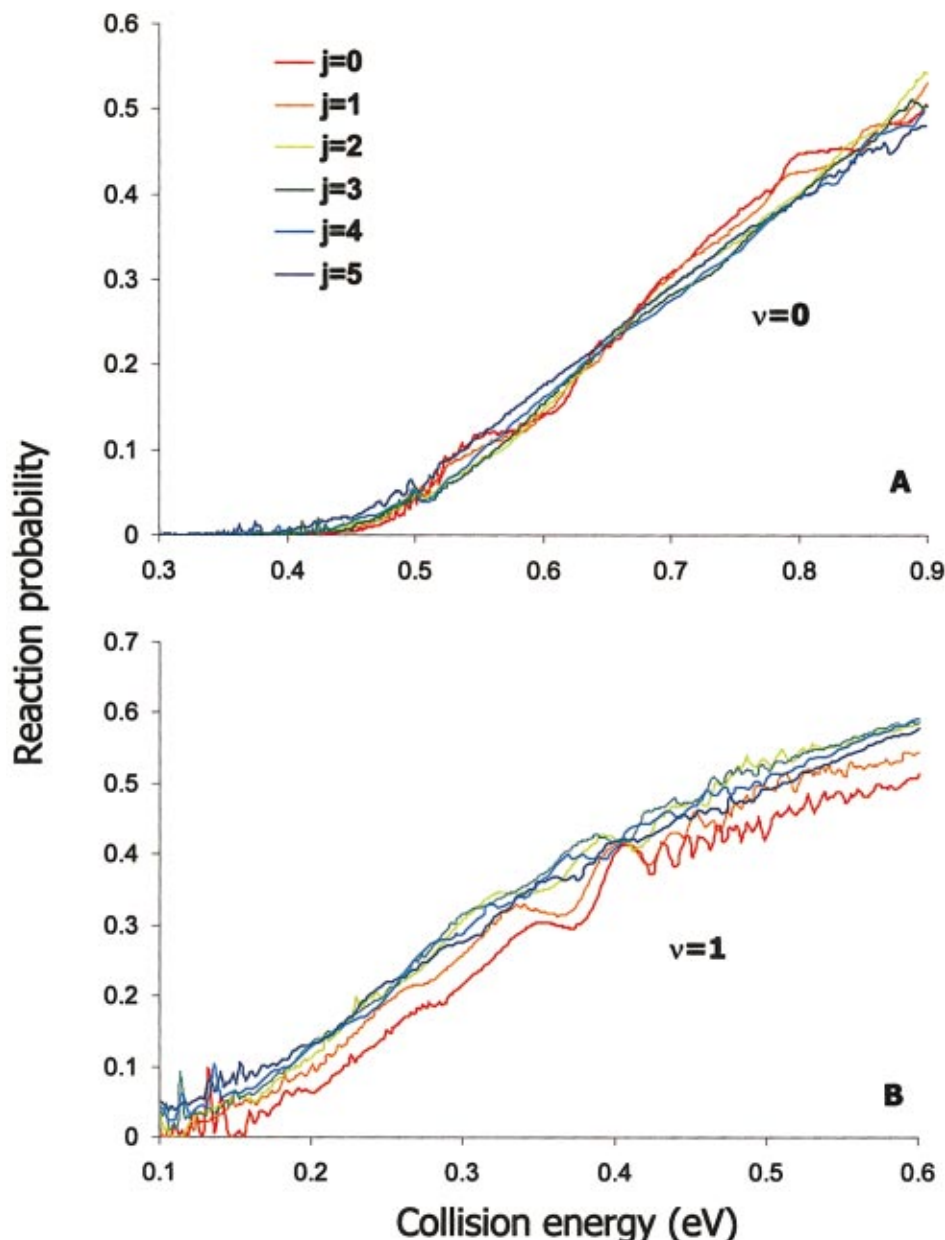 Reaction probability
0.6
0.5
0.4
0.3
0.2
0.1
0
j=0
j=1
j=2
j=3
j=4
j=5
ν=0
A
0.3 0.4 0.5 0.6 0.7 0.8 0.9
0.7
0.6
0.5
0.4
0.3
0.2
0.1
0
ν=1
B
0.1 0.2 0.3 0.4 0.5 0.6
Collision energy (eV)